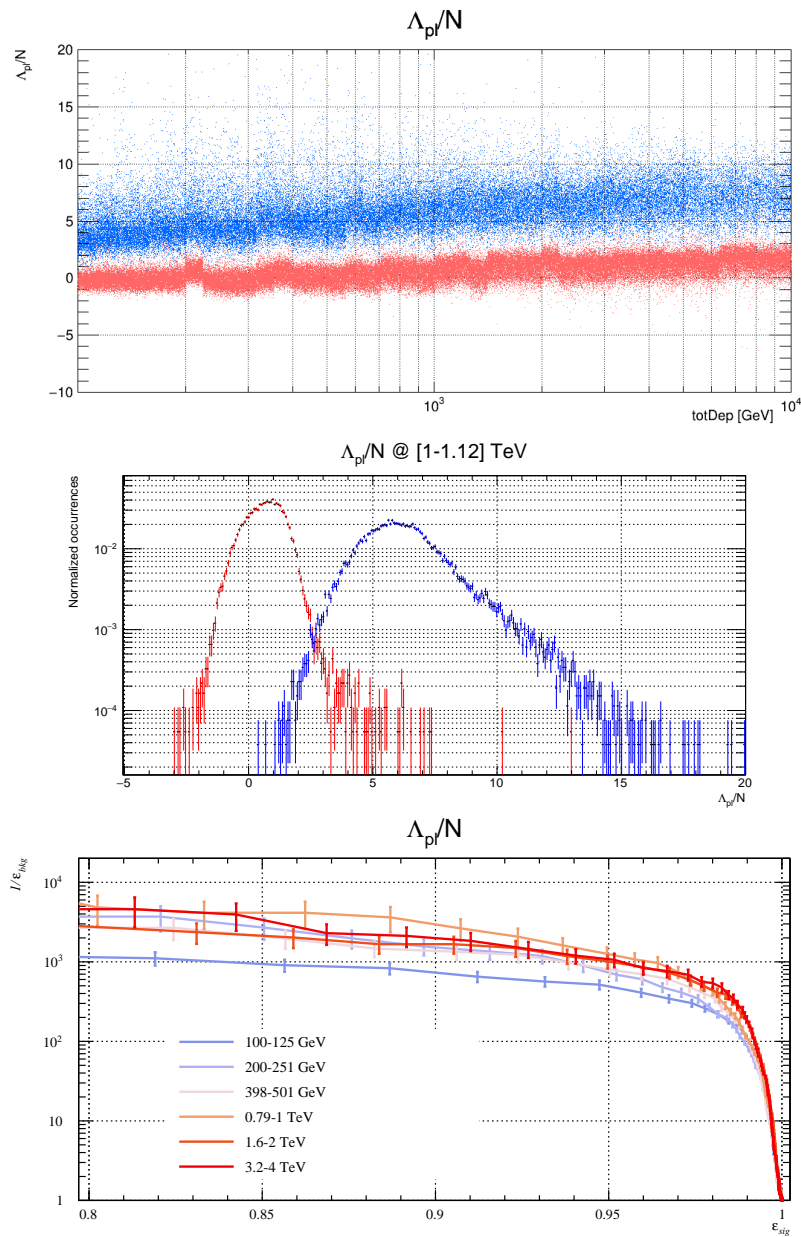 Λpl/N
Λpl/N
20
15
10
5
0
−5
−10
10³
10⁴
totDep [GeV]
Λpl/N @ [1-1.12] TeV
Normalized occurrences
10⁻²
10⁻³
10⁻⁴
−5 0 5 10 15 20
Λpl/N
Λpl/N
1/εbkg
10⁴
10³
10²
10
1
100-125 GeV
200-251 GeV
398-501 GeV
0.79-1 TeV
1.6-2 TeV
3.2-4 TeV
0.8 0.85 0.9 0.95 1
εsig